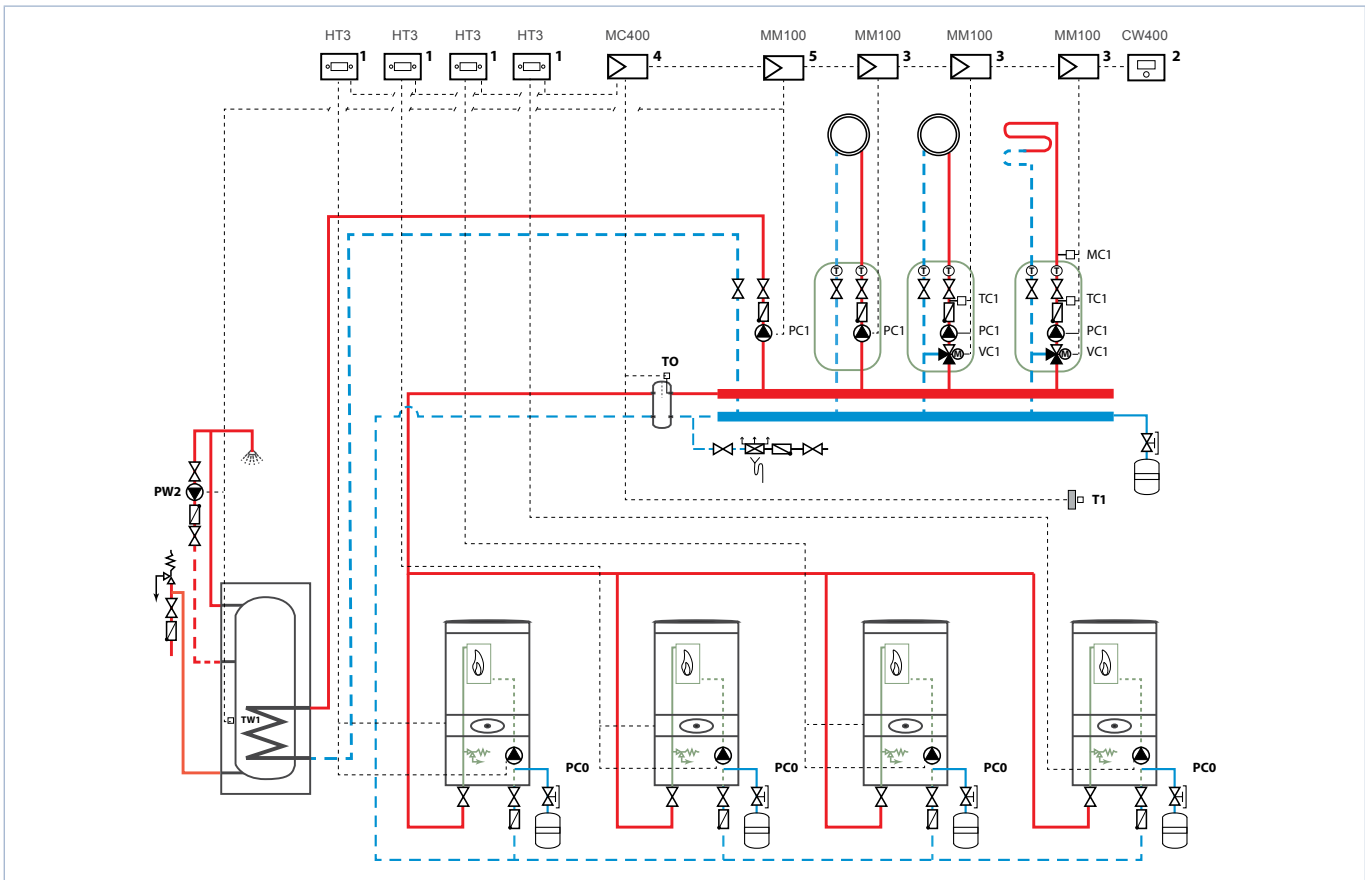 HT3 HT3 HT3 HT3 MC400 MM100 MM100 MM100 MM100 CW400
1 1 1 1 4 5 3 3 3 2
T T T T T T
MC1
TC1 TC1
PC1 PC1 PC1 PC1
M VC1 M VC1
TO
PW2
T1
TW1
PC0 PC0 PC0 PC0